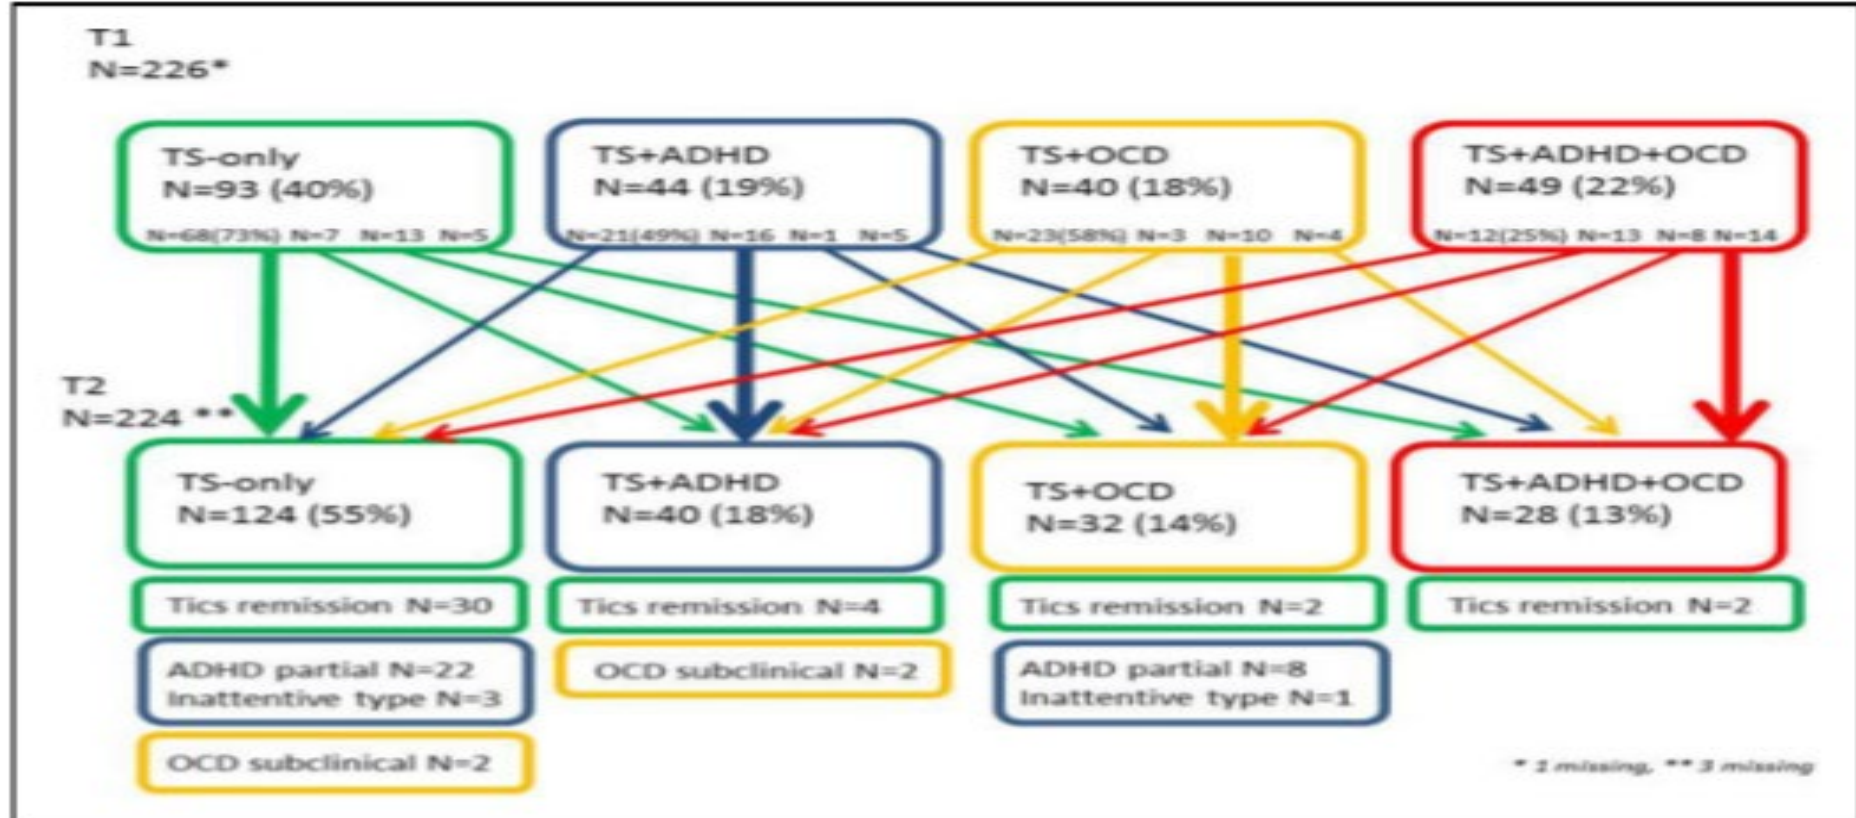 T1
N=226*
TS-only
N=93 (40%)
N=68(73%) N=7 N=13 N=5
TS+ADHD
N=44 (19%)
N=21(49%) N=16 N=1 N=5
TS+OCD
N=40 (18%)
N=23(58%) N=3 N=10 N=4
TS+ADHD+OCD
N=49 (22%)
N=12(25%) N=13 N=8 N=14
T2
N=224 **
TS-only
N=124 (55%)
TS+ADHD
N=40 (18%)
TS+OCD
N=32 (14%)
TS+ADHD+OCD
N=28 (13%)
Tics remission N=30
Tics remission N=4
Tics remission N=2
Tics remission N=2
ADHD partial N=22
Inattentive type N=3
OCD subclinical N=2
ADHD partial N=8
Inattentive type N=1
OCD subclinical N=2
* 1 missing, ** 3 missing